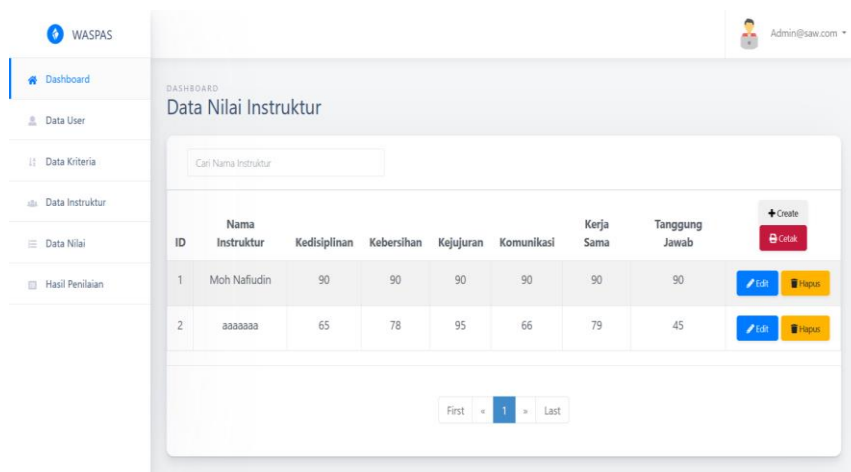 WASPAS
Admin@saw.com
Dashboard
Data User
Data Kriteria
Data Instruktur
Data Nilai
Hasil Penilaian
DASHBOARD
Data Nilai Instruktur
Cari Nama Instruktur
ID Nama Instruktur Kedisiplinan Kebersihan Kejujuran Komunikasi Kerja Sama Tanggung Jawab
Create
Cetak
1 Moh Nafiudin 90 90 90 90 90 90 Edit Hapus
2 aaaaaaa 65 78 95 66 79 45 Edit Hapus
First « 1 » Last